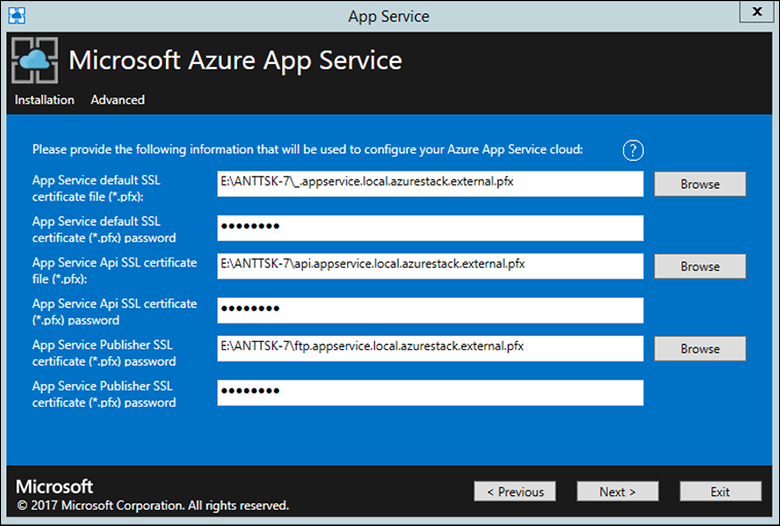 App Service
x
Microsoft Azure App Service
Installation Advanced
Please provide the following information that will be used to configure your Azure App Service cloud: ?
App Service default SSL
certificate file (*.pfx):
E:\ANTTSK-7\_.appservice.local.azurestack.external.pfx
Browse
App Service default SSL
certificate (*.pfx) password
●●●●●●●●
App Service Api SSL certificate
file (*.pfx):
E:\ANTTSK-7\api.appservice.local.azurestack.external.pfx
Browse
App Service Api SSL certificate
(*.pfx) password
●●●●●●●●
App Service Publisher SSL
certificate (*.pfx) password
E:\ANTTSK-7\ftp.appservice.local.azurestack.external.pfx
Browse
App Service Publisher SSL
certificate (*.pfx) password
●●●●●●●●
Microsoft
© 2017 Microsoft Corporation. All rights reserved.
< Previous
Next >
Exit